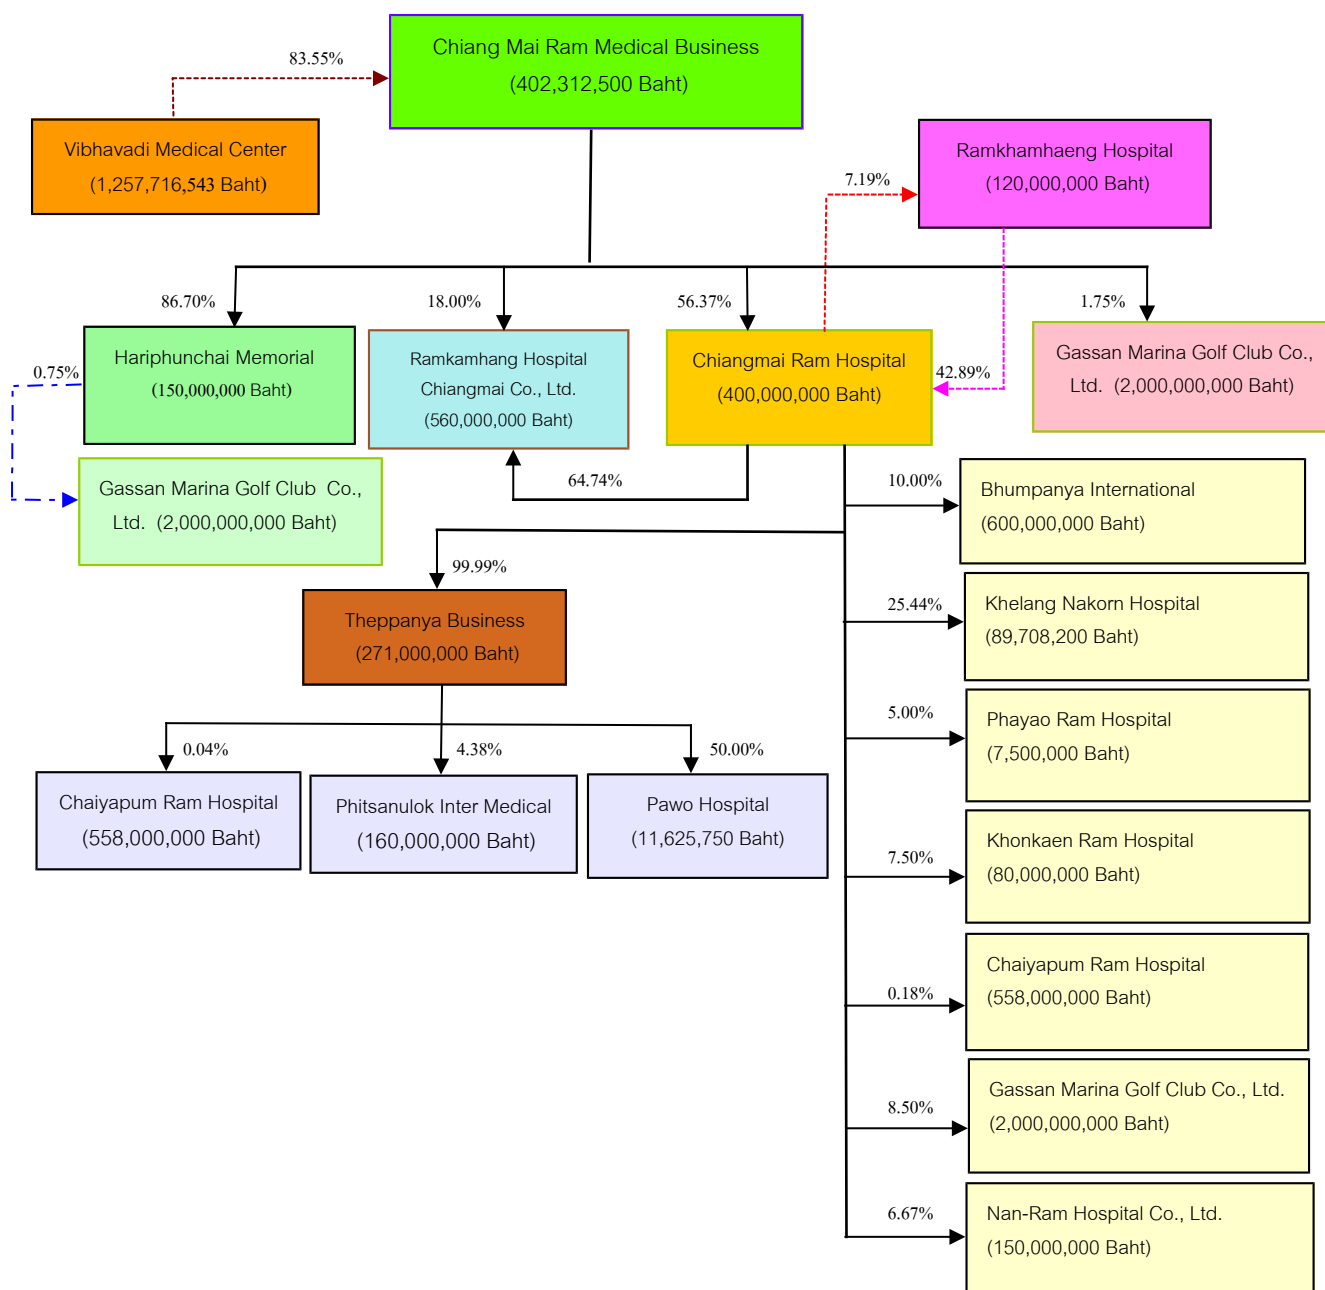 Chiang Mai Ram Medical Business
(402,312,500 Baht)
83.55%
Vibhavadi Medical Center
(1,257,716,543 Baht)
Ramkhamhaeng Hospital
(120,000,000 Baht)
7.19%
86.70%
18.00%
56.37%
1.75%
Hariphunchai Memorial
(150,000,000 Baht)
Ramkamhang Hospital
Chiangmai Co., Ltd.
(560,000,000 Baht)
Chiangmai Ram Hospital
(400,000,000 Baht)
Gassan Marina Golf Club Co.,
Ltd. (2,000,000,000 Baht)
0.75%
42.89%
Gassan Marina Golf Club Co.,
Ltd. (2,000,000,000 Baht)
64.74%
10.00%
Bhumpanya International
(600,000,000 Baht)
99.99%
Theppanya Business
(271,000,000 Baht)
25.44%
Khelang Nakorn Hospital
(89,708,200 Baht)
5.00%
Phayao Ram Hospital
(7,500,000 Baht)
0.04%
4.38%
50.00%
Chaiyapum Ram Hospital
(558,000,000 Baht)
Phitsanulok Inter Medical
(160,000,000 Baht)
Pawo Hospital
(11,625,750 Baht)
7.50%
Khonkaen Ram Hospital
(80,000,000 Baht)
0.18%
Chaiyapum Ram Hospital
(558,000,000 Baht)
8.50%
Gassan Marina Golf Club Co., Ltd.
(2,000,000,000 Baht)
6.67%
Nan-Ram Hospital Co., Ltd.
(150,000,000 Baht)